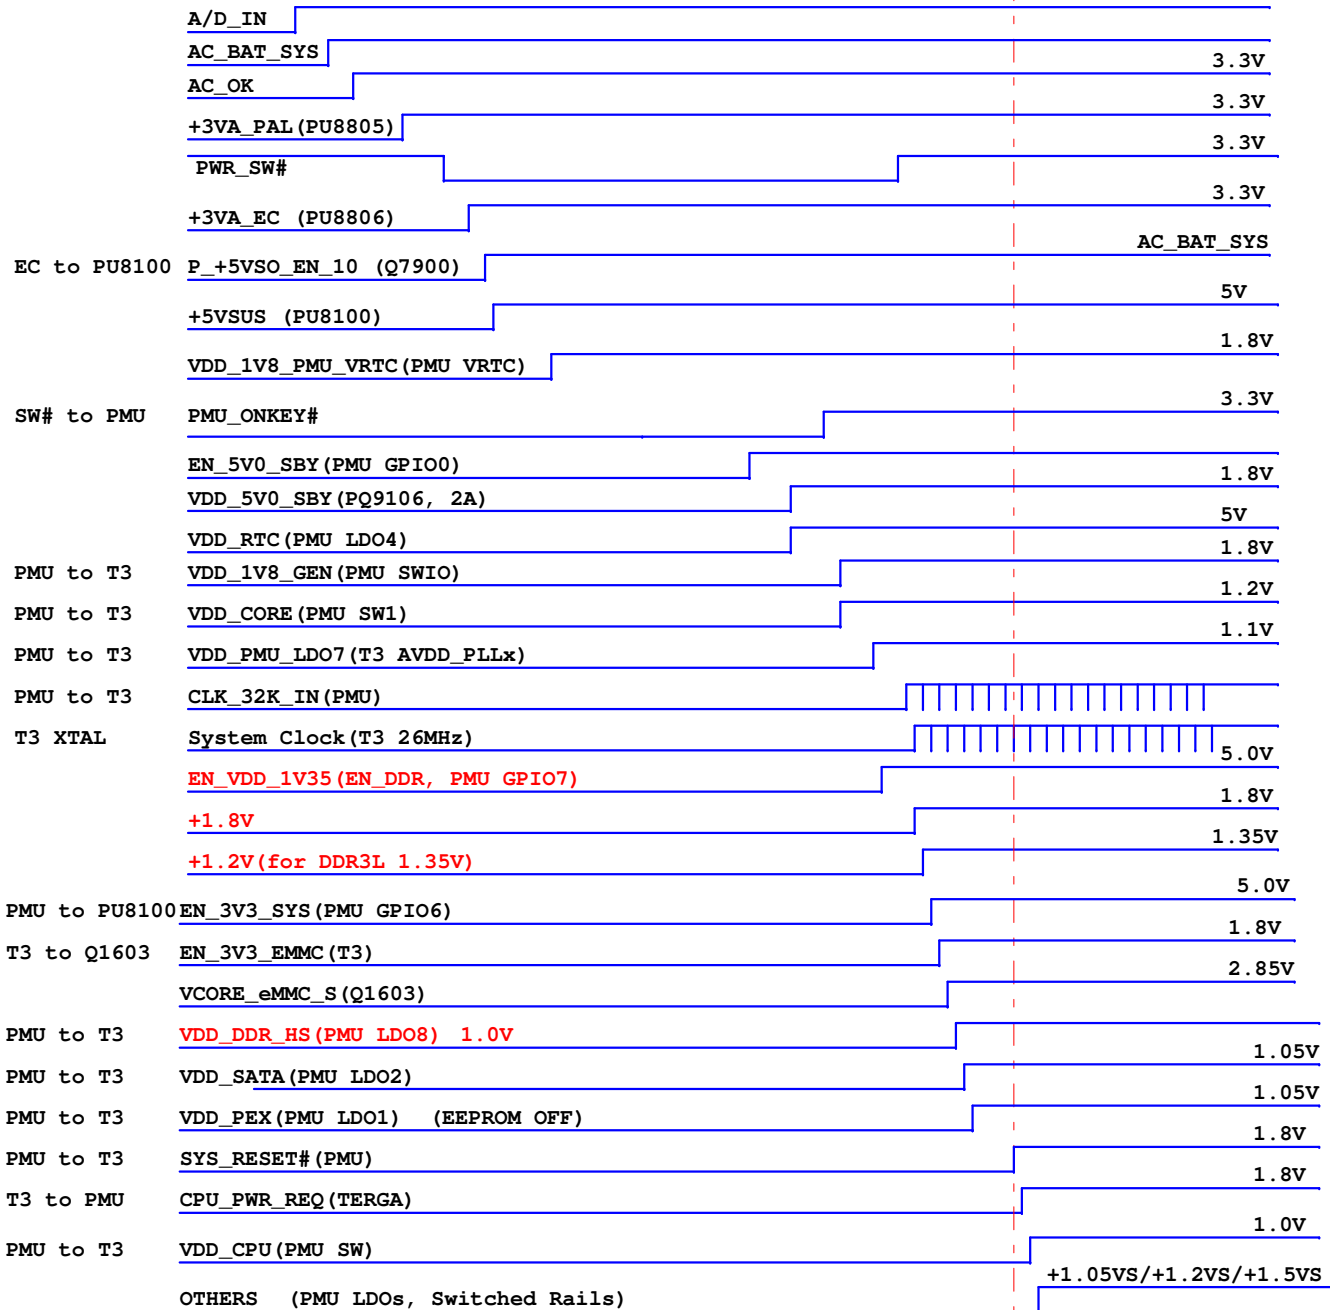 A/D_IN
AC_BAT_SYS
3.3V
AC_OK
3.3V
+3VA_PAL(PU8805)
3.3V
PWR_SW#
3.3V
+3VA_EC (PU8806)
AC_BAT_SYS
EC to PU8100 P_+5VSO_EN_10 (Q7900)
5V
+5VSUS (PU8100)
1.8V
VDD_1V8_PMU_VRTC(PMU VRTC)
3.3V
SW# to PMU PMU_ONKEY#
EN_5V0_SBY(PMU GPIO0)
1.8V
VDD_5V0_SBY(PQ9106, 2A)
5V
VDD_RTC(PMU LDO4)
1.8V
PMU to T3 VDD_1V8_GEN(PMU SWIO)
1.2V
PMU to T3 VDD_CORE(PMU SW1)
1.1V
PMU to T3 VDD_PMU_LDO7(T3 AVDD_PLLx)
PMU to T3 CLK_32K_IN(PMU)
T3 XTAL System Clock(T3 26MHz)
5.0V
EN_VDD_1V35(EN_DDR, PMU GPIO7)
1.8V
+1.8V
1.35V
+1.2V(for DDR3L 1.35V)
5.0V
PMU to PU8100 EN_3V3_SYS(PMU GPIO6)
1.8V
T3 to Q1603 EN_3V3_EMMC(T3)
2.85V
VCORE_eMMC_S(Q1603)
PMU to T3 VDD_DDR_HS(PMU LDO8) 1.0V
1.05V
PMU to T3 VDD_SATA(PMU LDO2)
1.05V
PMU to T3 VDD_PEX(PMU LDO1) (EEPROM OFF)
1.8V
PMU to T3 SYS_RESET#(PMU)
1.8V
T3 to PMU CPU_PWR_REQ(TERGA)
1.0V
PMU to T3 VDD_CPU(PMU SW)
+1.05VS/+1.2VS/+1.5VS
OTHERS (PMU LDOs, Switched Rails)